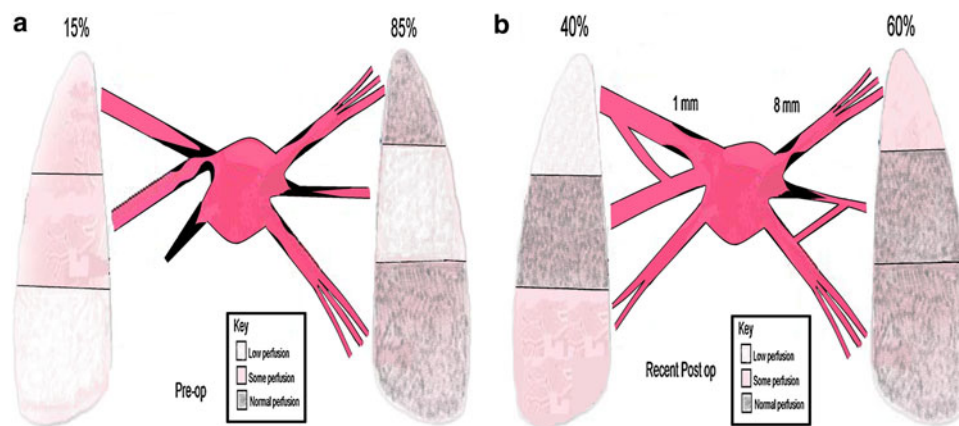 a
15%
85%
Key
Low perfusion
Some perfusion
Normal perfusion
Pre-op
b
40%
60%
1 mm
8 mm
Key
Low perfusion
Some perfusion
Normal perfusion
Recent Post op